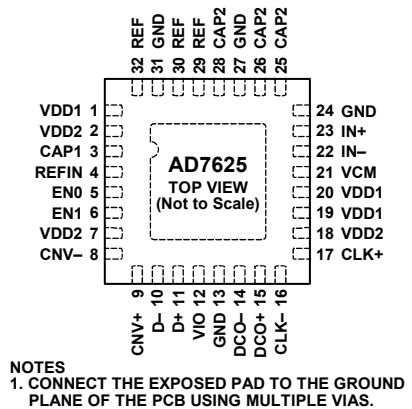 32 REF
31 GND
30 REF
29 REF
28 CAP2
27 GND
26 CAP2
25 CAP2
VDD1 1
VDD2 2
CAP1 3
REFIN 4
EN0 5
EN1 6
VDD2 7
CNV– 8
AD7625
TOP VIEW
(Not to Scale)
24 GND
23 IN+
22 IN–
21 VCM
20 VDD1
19 VDD1
18 VDD2
17 CLK+
CNV+ 9
D– 10
D+ 11
VIO 12
GND 13
DCO– 14
DCO+ 15
CLK– 16
NOTES
1. CONNECT THE EXPOSED PAD TO THE GROUND
PLANE OF THE PCB USING MULTIPLE VIAS.